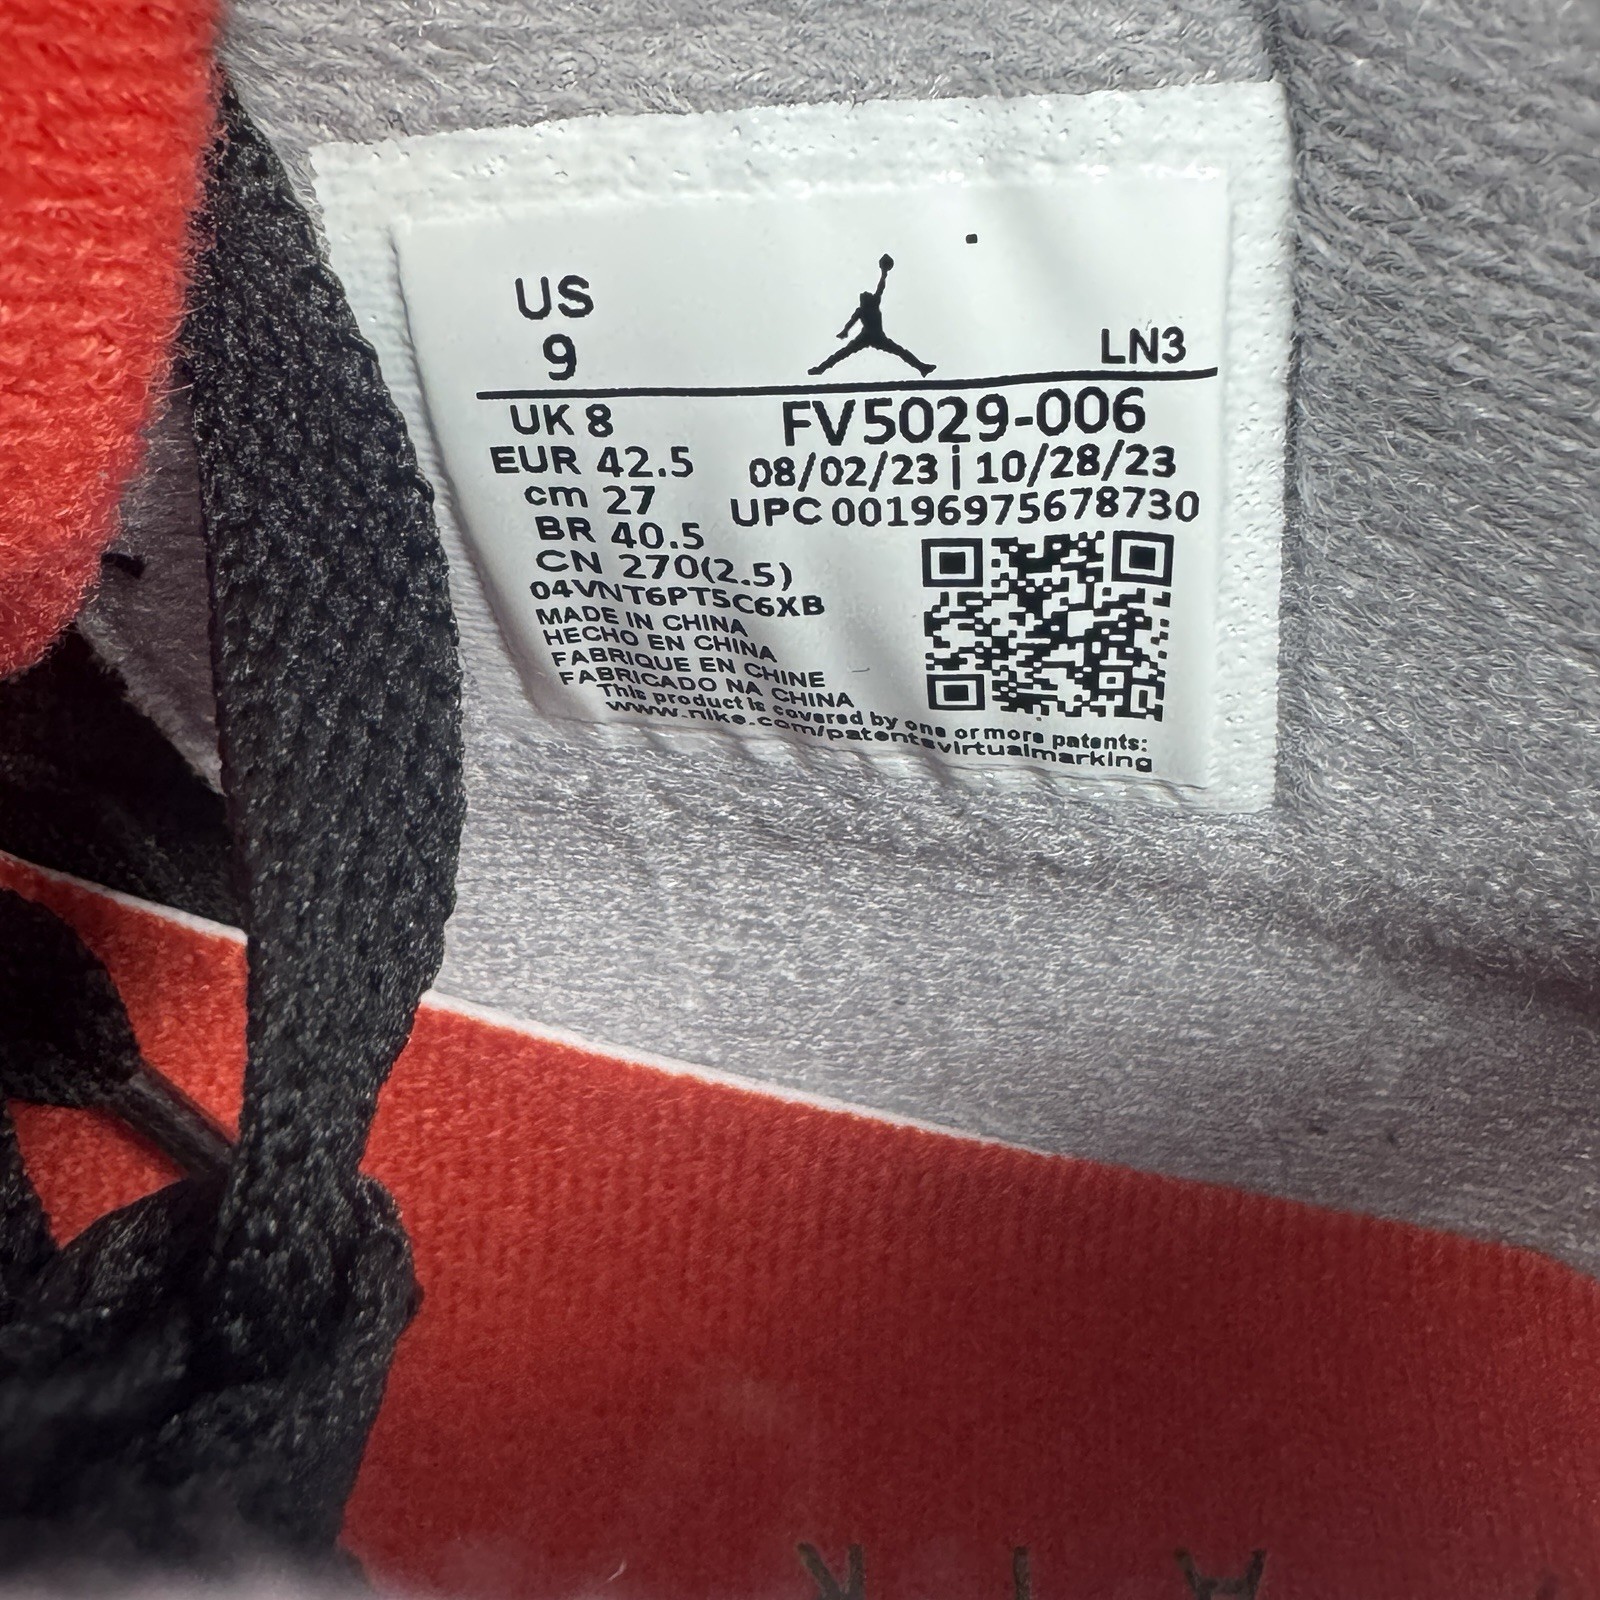 US
9
LN3
UK 8
EUR 42.5
cm 27
BR 40.5
CN 270(2.5)
04VNT6PT5C6XB
MADE IN CHINA
HECHO EN CHINA
FABRIQUE EN CHINE
FABRICADO NA CHINA
This product is covered by one or more patents:
www.nike.com/patentsvirtualmarking
FV5029-006
08/02/23 | 10/28/23
UPC 00196975678730
AIR